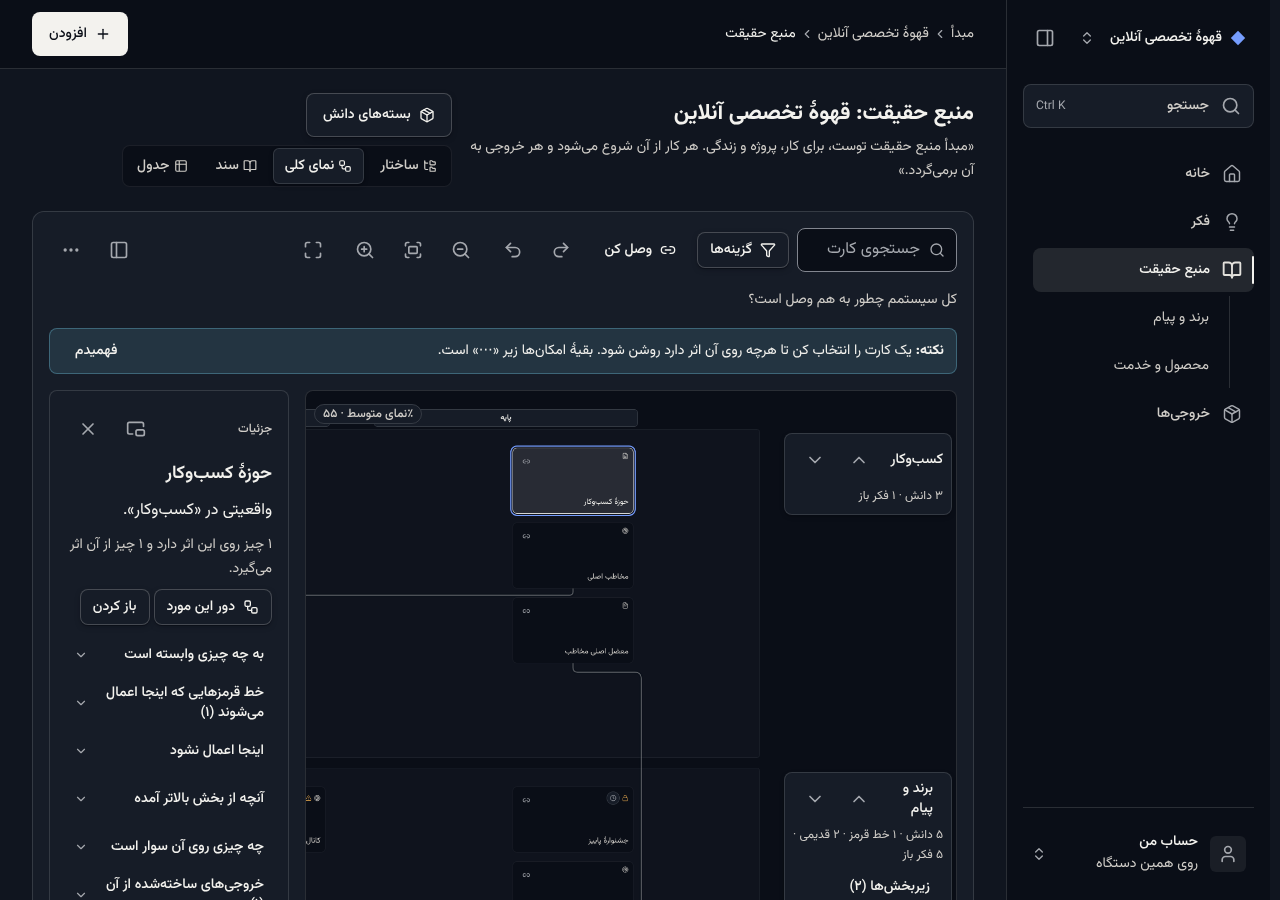 قهوهٔ تخصصی آنلاین
جستجو
Ctrl K
خانه
فکر
منبع حقیقت
برند و پیام
محصول و خدمت
خروجی‌ها
حساب من
روی همین دستگاه
مبدأ › قهوهٔ تخصصی آنلاین › منبع حقیقت
افزودن
منبع حقیقت: قهوهٔ تخصصی آنلاین
«مبدأ منبع حقیقت توست، برای کار، پروژه و زندگی. هر کار از آن شروع می‌شود و هر خروجی به
آن برمی‌گردد.»
بسته‌های دانش
ساختار
نمای کلی
سند
جدول
جستجوی کارت
گزینه‌ها
وصل کن
کل سیستمم چطور به هم وصل است؟
نکته: یک کارت را انتخاب کن تا هرچه روی آن اثر دارد روشن شود. بقیهٔ امکان‌ها زیر «···» است.
فهمیدم
پایه
نمای متوسط · ۵۵٪
کسب‌وکار
۳ دانش · ۱ فکر باز
حوزهٔ کسب‌وکار
مخاطب اصلی
معضل اصلی مخاطب
برند و
پیام
۵ دانش · ۱ خط قرمز · ۲ قدیمی ·
۵ فکر باز
زیربخش‌ها (۲)
جشنوارهٔ پاییز
کانال
جزئیات
حوزهٔ کسب‌وکار
واقعیتی در «کسب‌وکار».
۱ چیز روی این اثر دارد و ۱ چیز از آن اثر
می‌گیرد.
دور این مورد
باز کردن
به چه چیزی وابسته است
خط قرمزهایی که اینجا اعمال
می‌شوند (۱)
اینجا اعمال نشود
آنچه از بخش بالاتر آمده
چه چیزی روی آن سوار است
خروجی‌های ساخته‌شده از آن